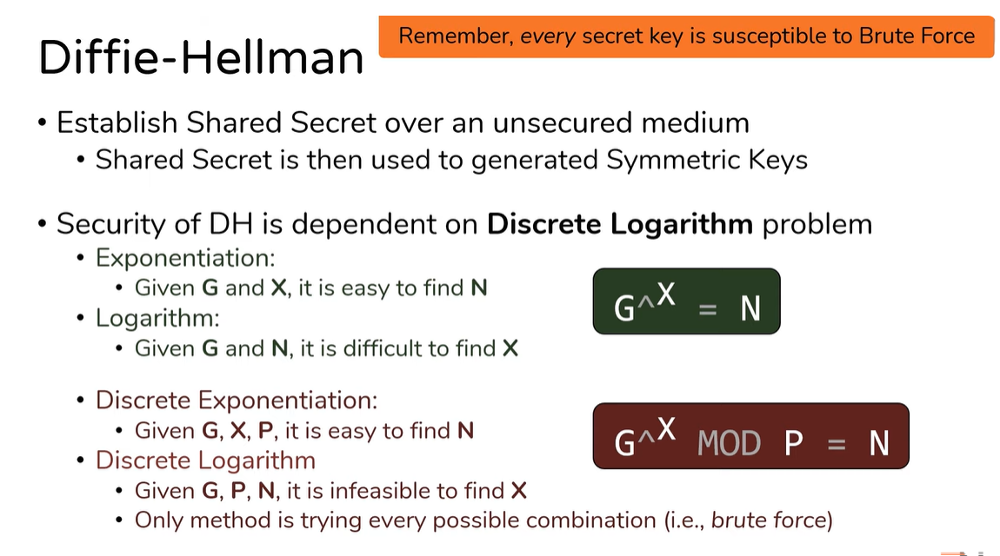 Diffie-Hellman
Remember, every secret key is susceptible to Brute Force
• Establish Shared Secret over an unsecured medium
• Shared Secret is then used to generated Symmetric Keys
• Security of DH is dependent on Discrete Logarithm problem
• Exponentiation:
• Given G and X, it is easy to find N
• Logarithm:
• Given G and N, it is difficult to find X
G^X = N
• Discrete Exponentiation:
• Given G, X, P, it is easy to find N
• Discrete Logarithm
• Given G, P, N, it is infeasible to find X
• Only method is trying every possible combination (i.e., brute force)
G^X MOD P = N